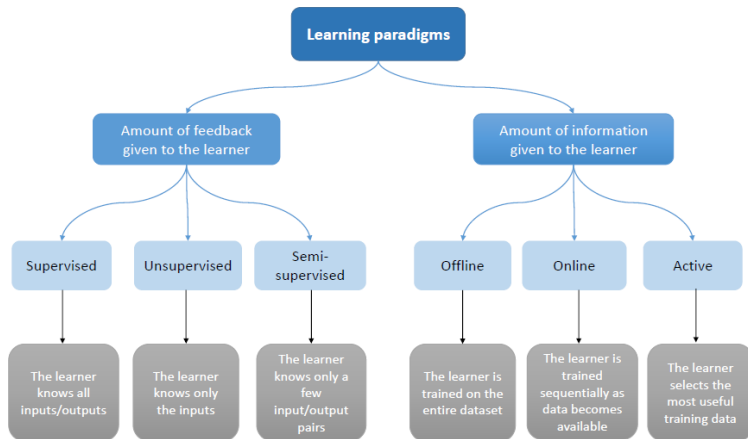 Learning paradigms
Amount of feedback
given to the learner
Amount of information
given to the learner
Supervised
Unsupervised
Semi-
supervised
Offline
Online
Active
The learner
knows all
inputs/outputs
The learner
knows only
the inputs
The learner
knows only a
few
input/output
pairs
The learner is
trained on the
entire dataset
The learner is
trained
sequentially as
data becomes
available
The learner
selects the
most useful
training data